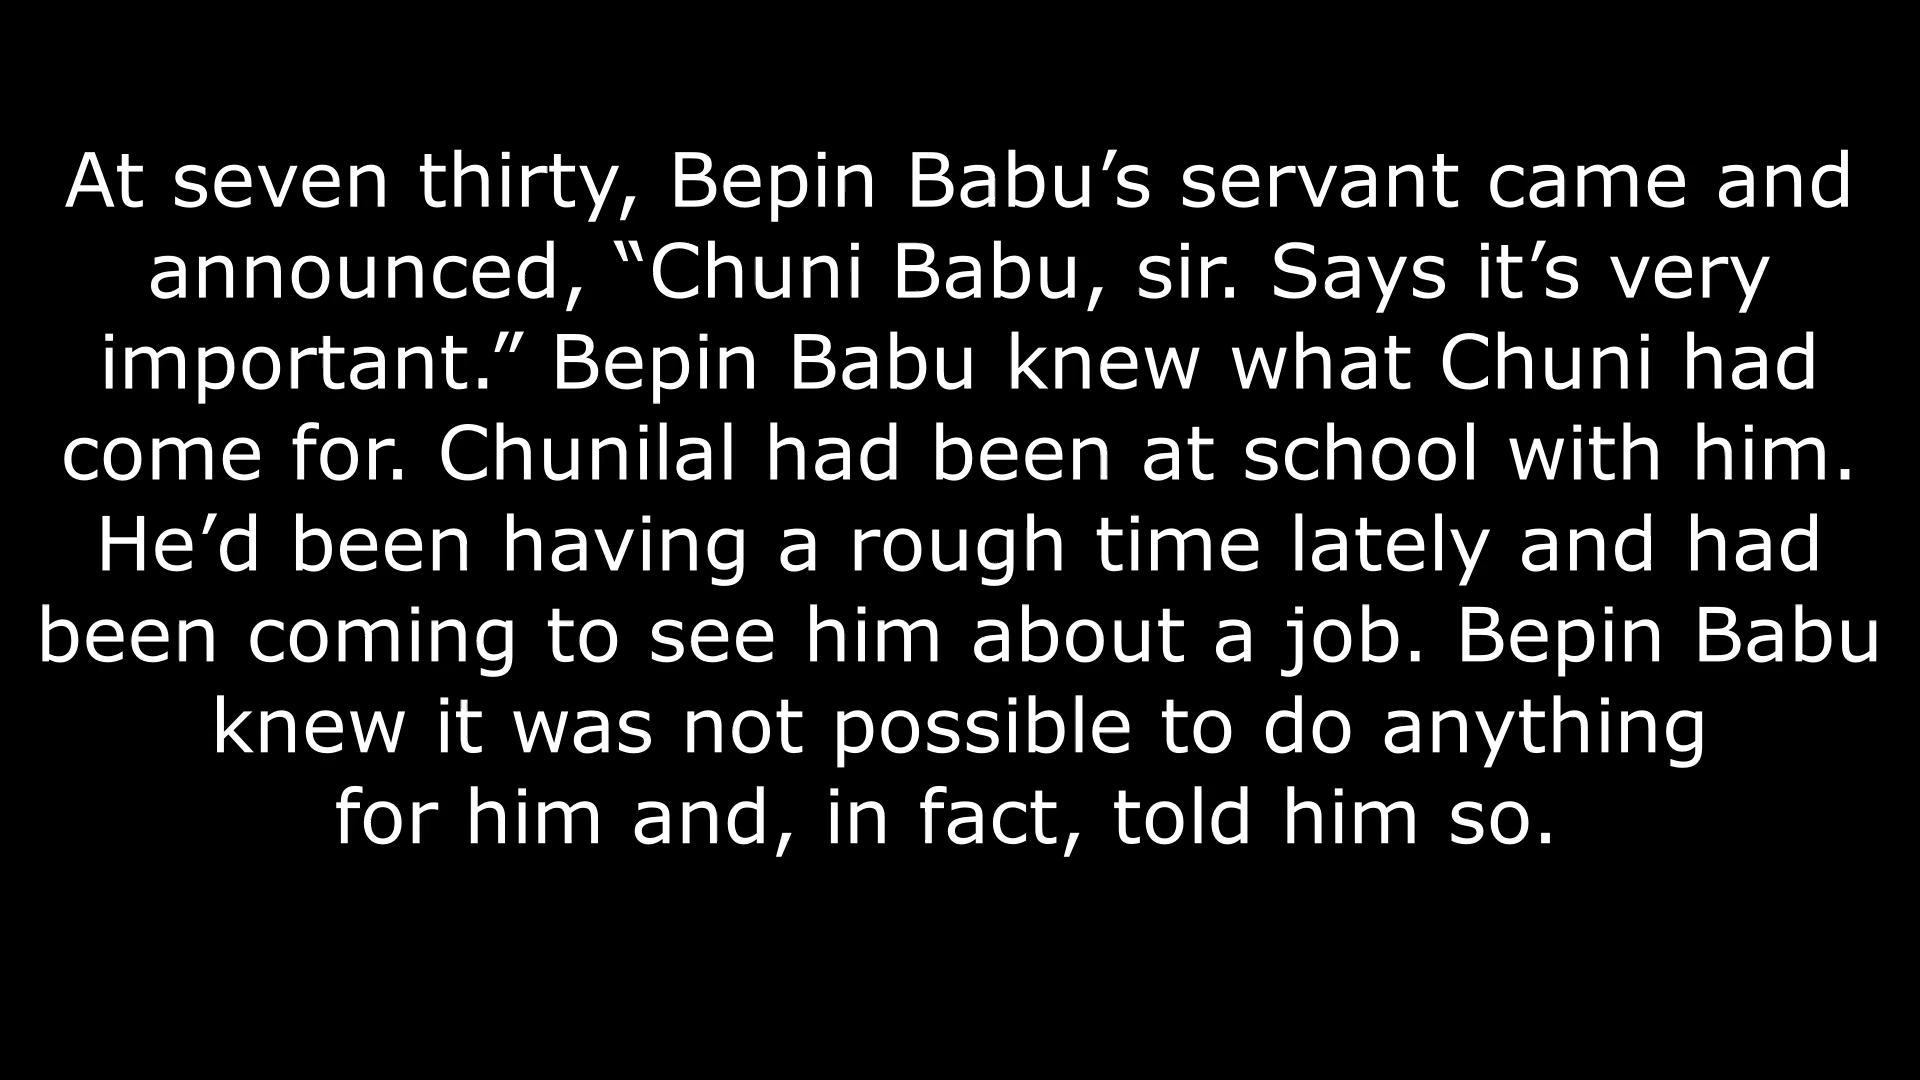 At seven thirty, Bepin Babu’s servant came and
announced, “Chuni Babu, sir. Says it’s very
important.” Bepin Babu knew what Chuni had
come for. Chunilal had been at school with him.
He’d been having a rough time lately and had
been coming to see him about a job. Bepin Babu
knew it was not possible to do anything
for him and, in fact, told him so.